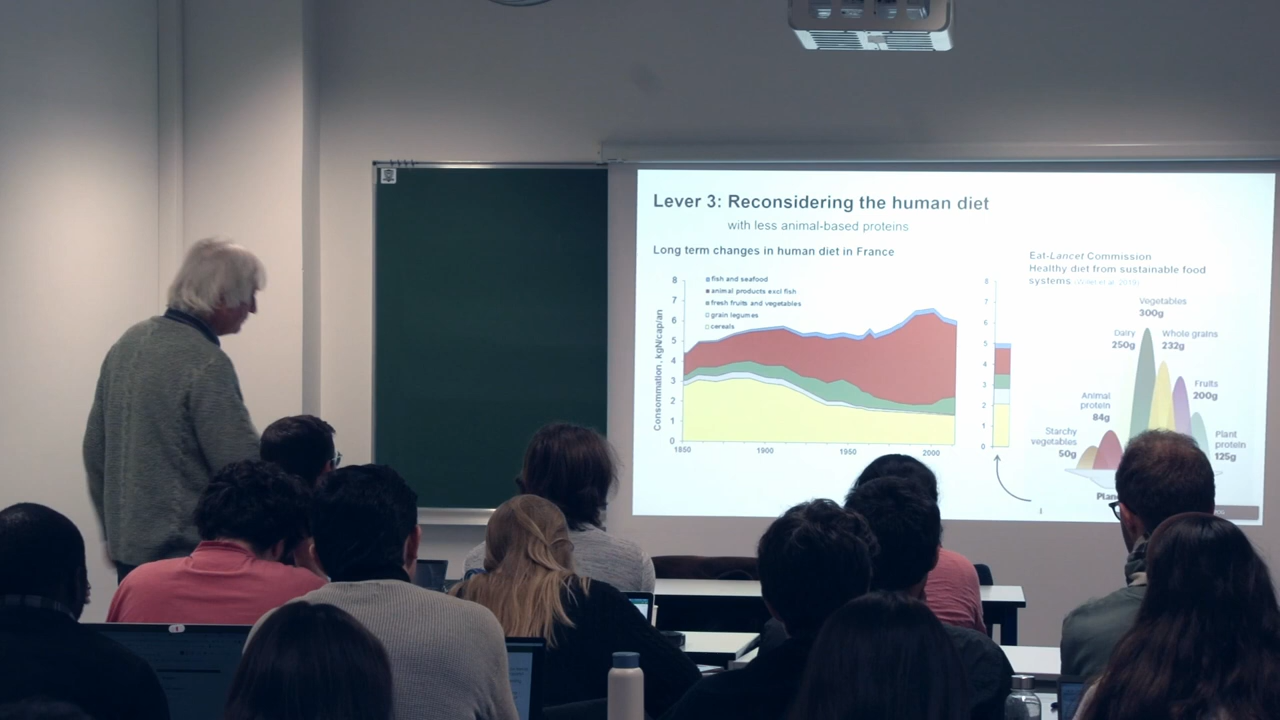 Lever 3: Reconsidering the human diet
with less animal-based proteins
Long term changes in human diet in France
8
7
6
5
4
3
2
1
0
Consommation, kgN/cap/an
fish and seafood
animal products excl fish
fresh fruits and vegetables
grain legumes
cereals
1850
1900
1950
2000
8
7
6
5
4
3
2
1
0
Eat-Lancet Commission
Healthy diet from sustainable food
systems (Willet et al. 2019)
Vegetables
300g
Dairy
250g
Whole grains
232g
Fruits
200g
Animal
protein
84g
Starchy
vegetables
50g
Plant
protein
125g